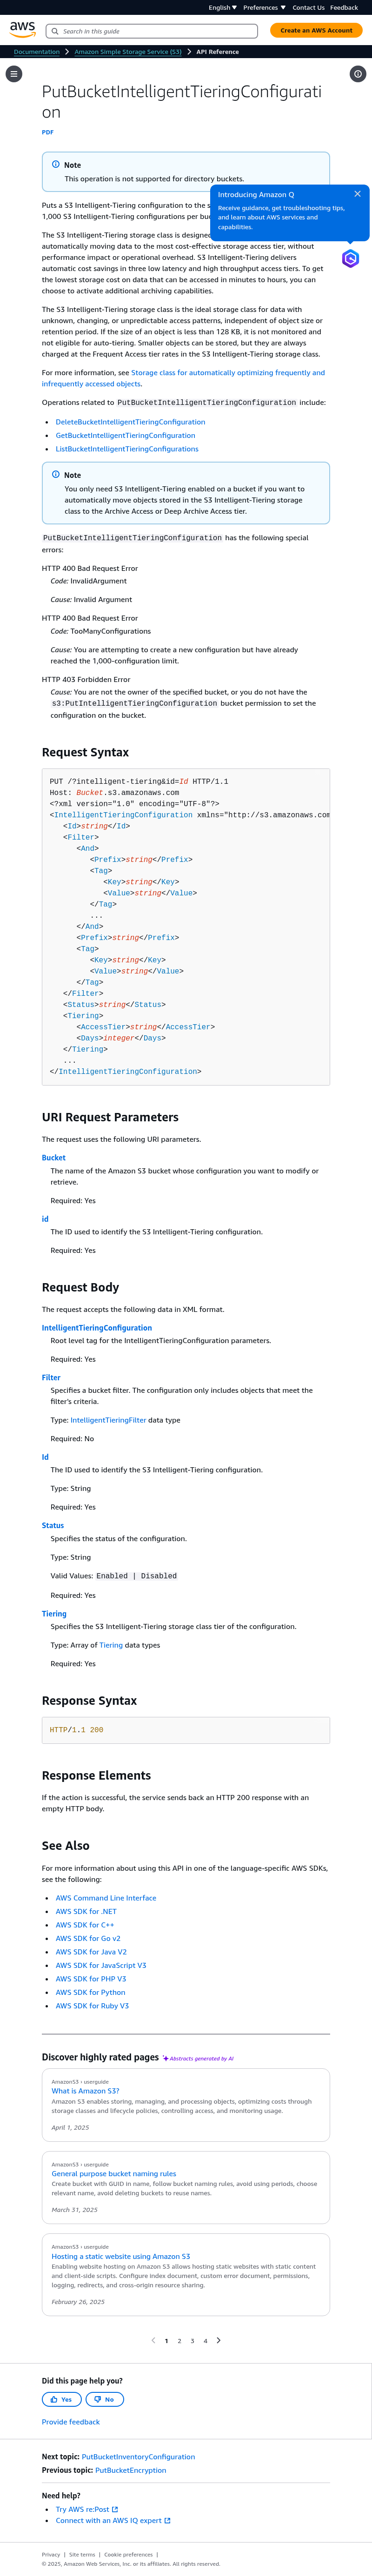 English Preferences Contact Us Feedback
aws
Search in this guide
Create an AWS Account
Documentation Amazon Simple Storage Service (S3) API Reference
PutBucketIntelligentTieringConfigurati
on
PDF
Note
This operation is not supported for directory buckets.
Introducing Amazon Q
Receive guidance, get troubleshooting tips,
and learn about AWS services and
capabilities.
Puts a S3 Intelligent-Tiering configuration to the s
1,000 S3 Intelligent-Tiering configurations per buc
The S3 Intelligent-Tiering storage class is designed
automatically moving data to the most cost-effective storage access tier, without
performance impact or operational overhead. S3 Intelligent-Tiering delivers
automatic cost savings in three low latency and high throughput access tiers. To get
the lowest storage cost on data that can be accessed in minutes to hours, you can
choose to activate additional archiving capabilities.
The S3 Intelligent-Tiering storage class is the ideal storage class for data with
unknown, changing, or unpredictable access patterns, independent of object size or
retention period. If the size of an object is less than 128 KB, it is not monitored and
not eligible for auto-tiering. Smaller objects can be stored, but they are always
charged at the Frequent Access tier rates in the S3 Intelligent-Tiering storage class.
For more information, see Storage class for automatically optimizing frequently and
infrequently accessed objects.
Operations related to PutBucketIntelligentTieringConfiguration include:
• DeleteBucketIntelligentTieringConfiguration
• GetBucketIntelligentTieringConfiguration
• ListBucketIntelligentTieringConfigurations
Note
You only need S3 Intelligent-Tiering enabled on a bucket if you want to
automatically move objects stored in the S3 Intelligent-Tiering storage
class to the Archive Access or Deep Archive Access tier.
PutBucketIntelligentTieringConfiguration has the following special
errors:
HTTP 400 Bad Request Error
Code: InvalidArgument
Cause: Invalid Argument
HTTP 400 Bad Request Error
Code: TooManyConfigurations
Cause: You are attempting to create a new configuration but have already
reached the 1,000-configuration limit.
HTTP 403 Forbidden Error
Cause: You are not the owner of the specified bucket, or you do not have the
s3:PutIntelligentTieringConfiguration bucket permission to set the
configuration on the bucket.
Request Syntax
PUT /?intelligent-tiering&id=Id HTTP/1.1
Host: Bucket.s3.amazonaws.com
<?xml version="1.0" encoding="UTF-8"?>
<IntelligentTieringConfiguration xmlns="http://s3.amazonaws.com
<Id>string</Id>
<Filter>
<And>
<Prefix>string</Prefix>
<Tag>
<Key>string</Key>
<Value>string</Value>
</Tag>
...
</And>
<Prefix>string</Prefix>
<Tag>
<Key>string</Key>
<Value>string</Value>
</Tag>
</Filter>
<Status>string</Status>
<Tiering>
<AccessTier>string</AccessTier>
<Days>integer</Days>
</Tiering>
...
</IntelligentTieringConfiguration>
URI Request Parameters
The request uses the following URI parameters.
Bucket
The name of the Amazon S3 bucket whose configuration you want to modify or
retrieve.
Required: Yes
id
The ID used to identify the S3 Intelligent-Tiering configuration.
Required: Yes
Request Body
The request accepts the following data in XML format.
IntelligentTieringConfiguration
Root level tag for the IntelligentTieringConfiguration parameters.
Required: Yes
Filter
Specifies a bucket filter. The configuration only includes objects that meet the
filter's criteria.
Type: IntelligentTieringFilter data type
Required: No
Id
The ID used to identify the S3 Intelligent-Tiering configuration.
Type: String
Required: Yes
Status
Specifies the status of the configuration.
Type: String
Valid Values: Enabled | Disabled
Required: Yes
Tiering
Specifies the S3 Intelligent-Tiering storage class tier of the configuration.
Type: Array of Tiering data types
Required: Yes
Response Syntax
HTTP/1.1 200
Response Elements
If the action is successful, the service sends back an HTTP 200 response with an
empty HTTP body.
See Also
For more information about using this API in one of the language-specific AWS SDKs,
see the following:
• AWS Command Line Interface
• AWS SDK for .NET
• AWS SDK for C++
• AWS SDK for Go v2
• AWS SDK for Java V2
• AWS SDK for JavaScript V3
• AWS SDK for PHP V3
• AWS SDK for Python
• AWS SDK for Ruby V3
Discover highly rated pages Abstracts generated by AI
AmazonS3 › userguide
What is Amazon S3?
Amazon S3 enables storing, managing, and processing objects, optimizing costs through
storage classes and lifecycle policies, controlling access, and monitoring usage.
April 1, 2025
AmazonS3 › userguide
General purpose bucket naming rules
Create bucket with GUID in name, follow bucket naming rules, avoid using periods, choose
relevant name, avoid deleting buckets to reuse names.
March 31, 2025
AmazonS3 › userguide
Hosting a static website using Amazon S3
Enabling website hosting on Amazon S3 allows hosting static websites with static content
and client-side scripts. Configure index document, custom error document, permissions,
logging, redirects, and cross-origin resource sharing.
February 26, 2025
1 2 3 4
Did this page help you?
Yes No
Provide feedback
Next topic: PutBucketInventoryConfiguration
Previous topic: PutBucketEncryption
Need help?
• Try AWS re:Post
• Connect with an AWS IQ expert
Privacy | Site terms | Cookie preferences |
© 2025, Amazon Web Services, Inc. or its affiliates. All rights reserved.